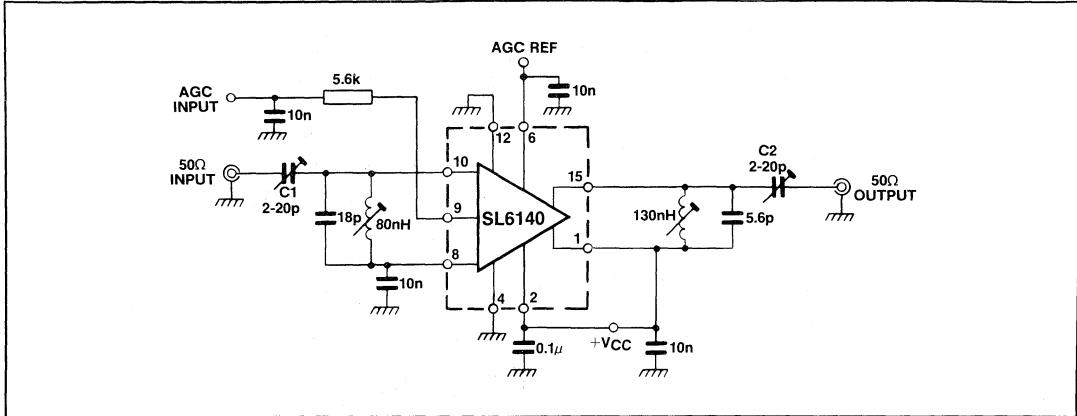 AGC REF
5.6k
10n
AGC
INPUT
10n
12
6
50Ω
INPUT
C1
2-20p
10
18p
80nH
9
SL6140
8
10n
15
1
130nH
5.6p
C2
2-20p
50Ω
OUTPUT
4
2
0.1μ
+VCC
10n